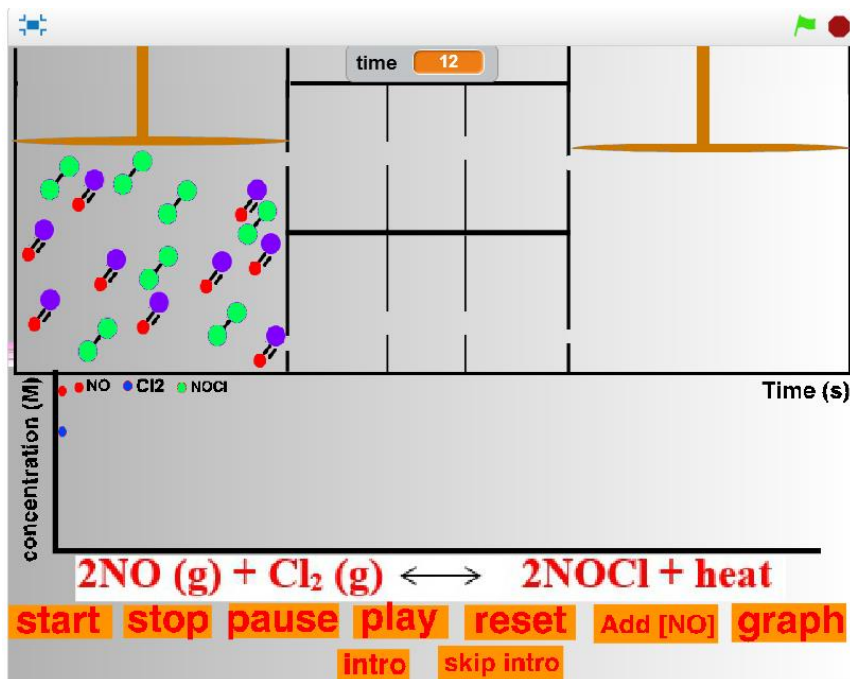 time 12
NO Cl2 NOCl
Time (s)
concentration (M)
2NO (g) + Cl₂ (g) ⟷ 2NOCl + heat
start stop pause play reset Add [NO] graph
intro skip intro